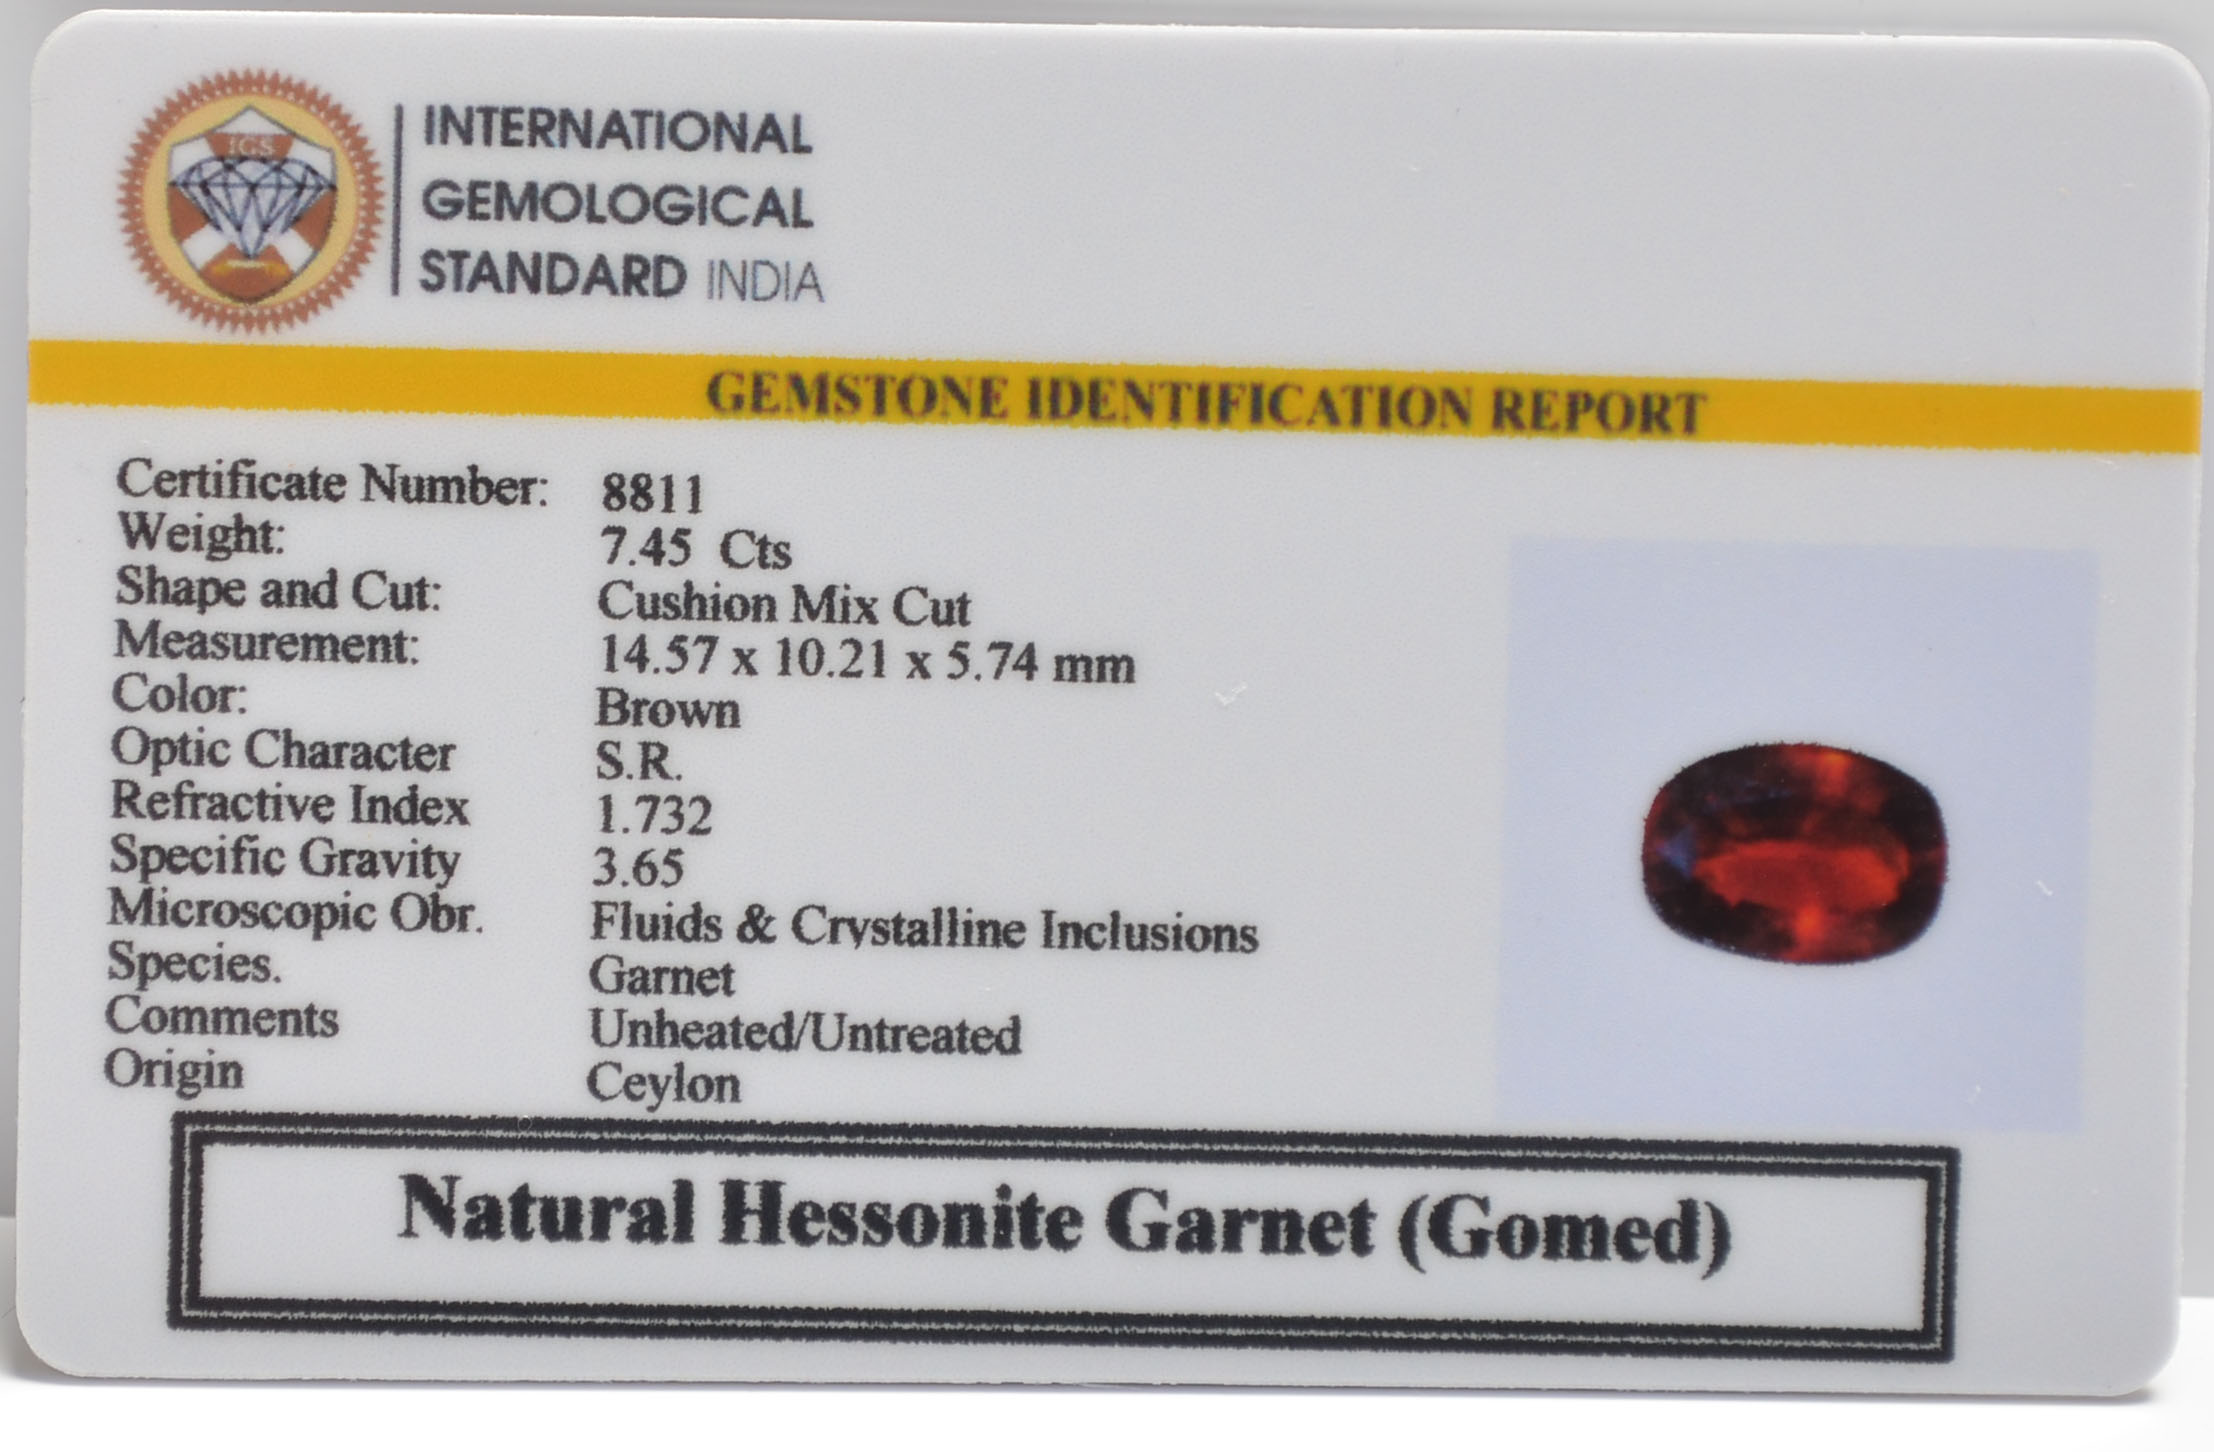 IGS
INTERNATIONAL
GEMOLOGICAL
STANDARD INDIA
GEMSTONE IDENTIFICATION REPORT
Certificate Number: 8811
Weight: 7.45 Cts
Shape and Cut: Cushion Mix Cut
Measurement: 14.57 x 10.21 x 5.74 mm
Color: Brown
Optic Character S.R.
Refractive Index 1.732
Specific Gravity 3.65
Microscopic Obr. Fluids & Crystalline Inclusions
Species. Garnet
Comments Unheated/Untreated
Origin Ceylon
Natural Hessonite Garnet (Gomed)